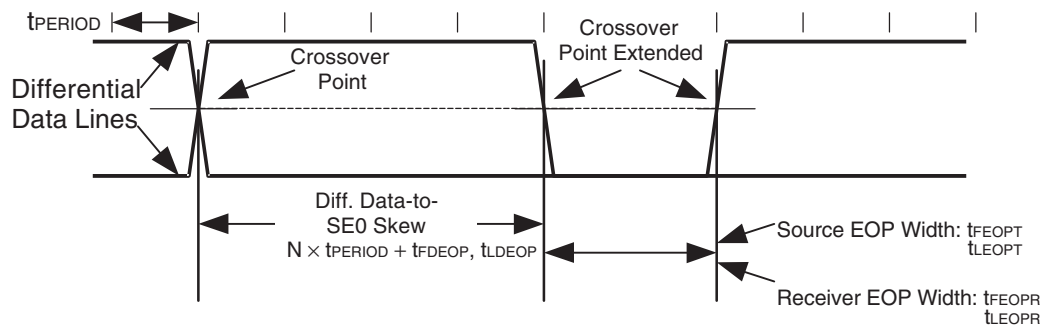 tPERIOD
Crossover
Point
Crossover
Point Extended
Differential
Data Lines
Diff. Data-to-
SE0 Skew
N × tPERIOD + tFDEOP, tLDEOP
Source EOP Width: tFEOPT
tLEOPT
Receiver EOP Width: tFEOPR
tLEOPR